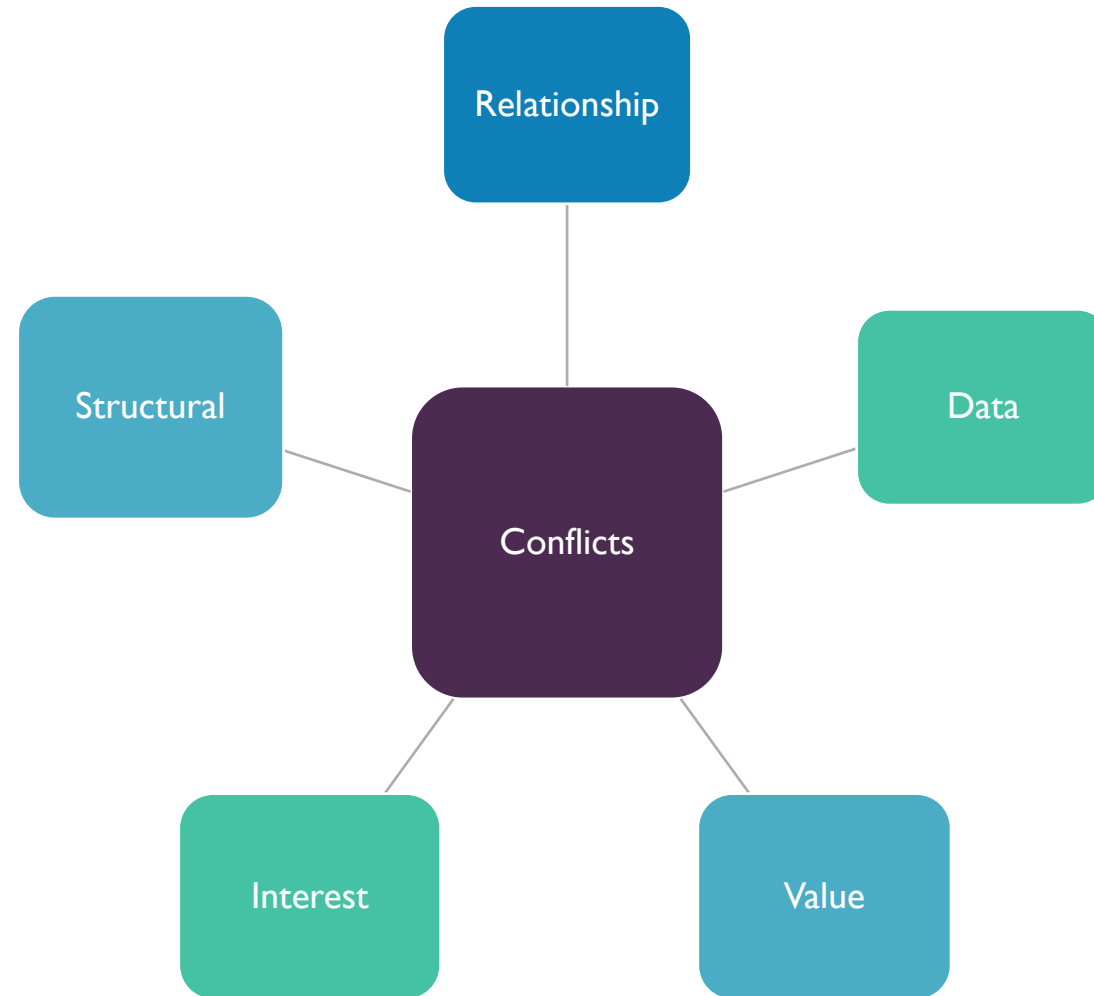 Relationship
Structural
Data
Conflicts
Interest
Value